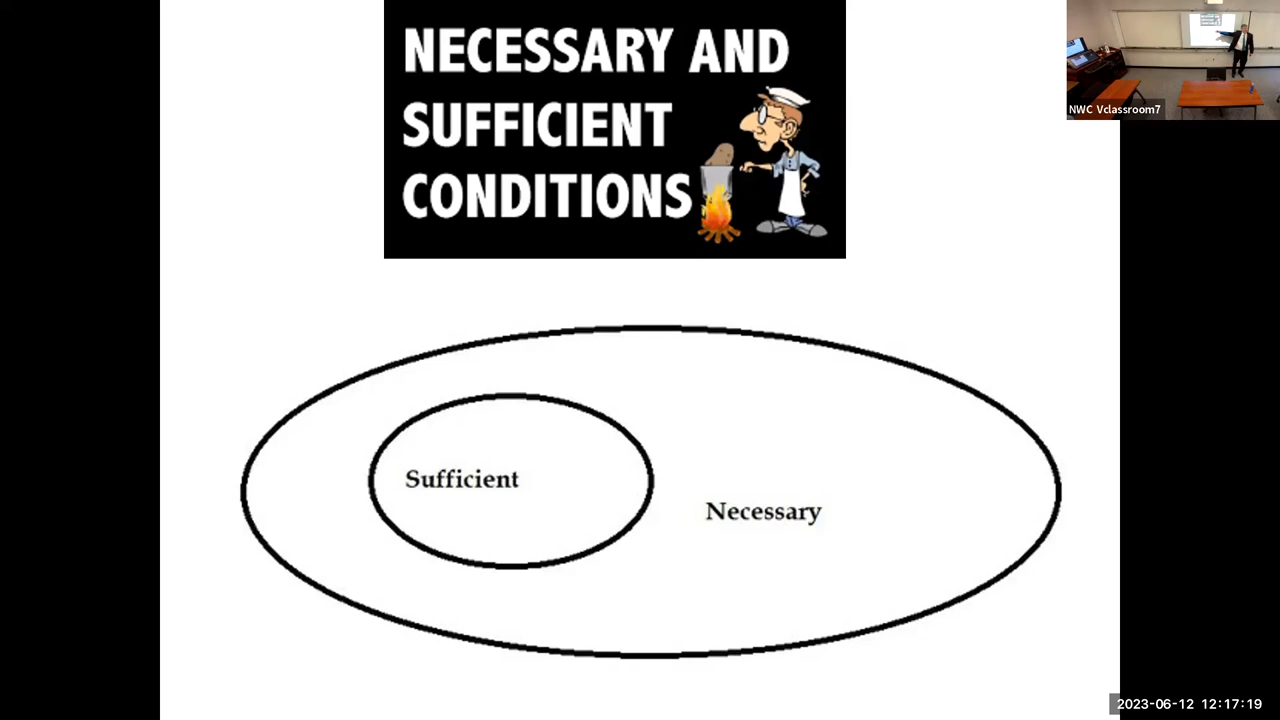 NECESSARY AND
SUFFICIENT
CONDITIONS
NWC Vclassroom7
Sufficient
Necessary
2023-06-12 12:17:19